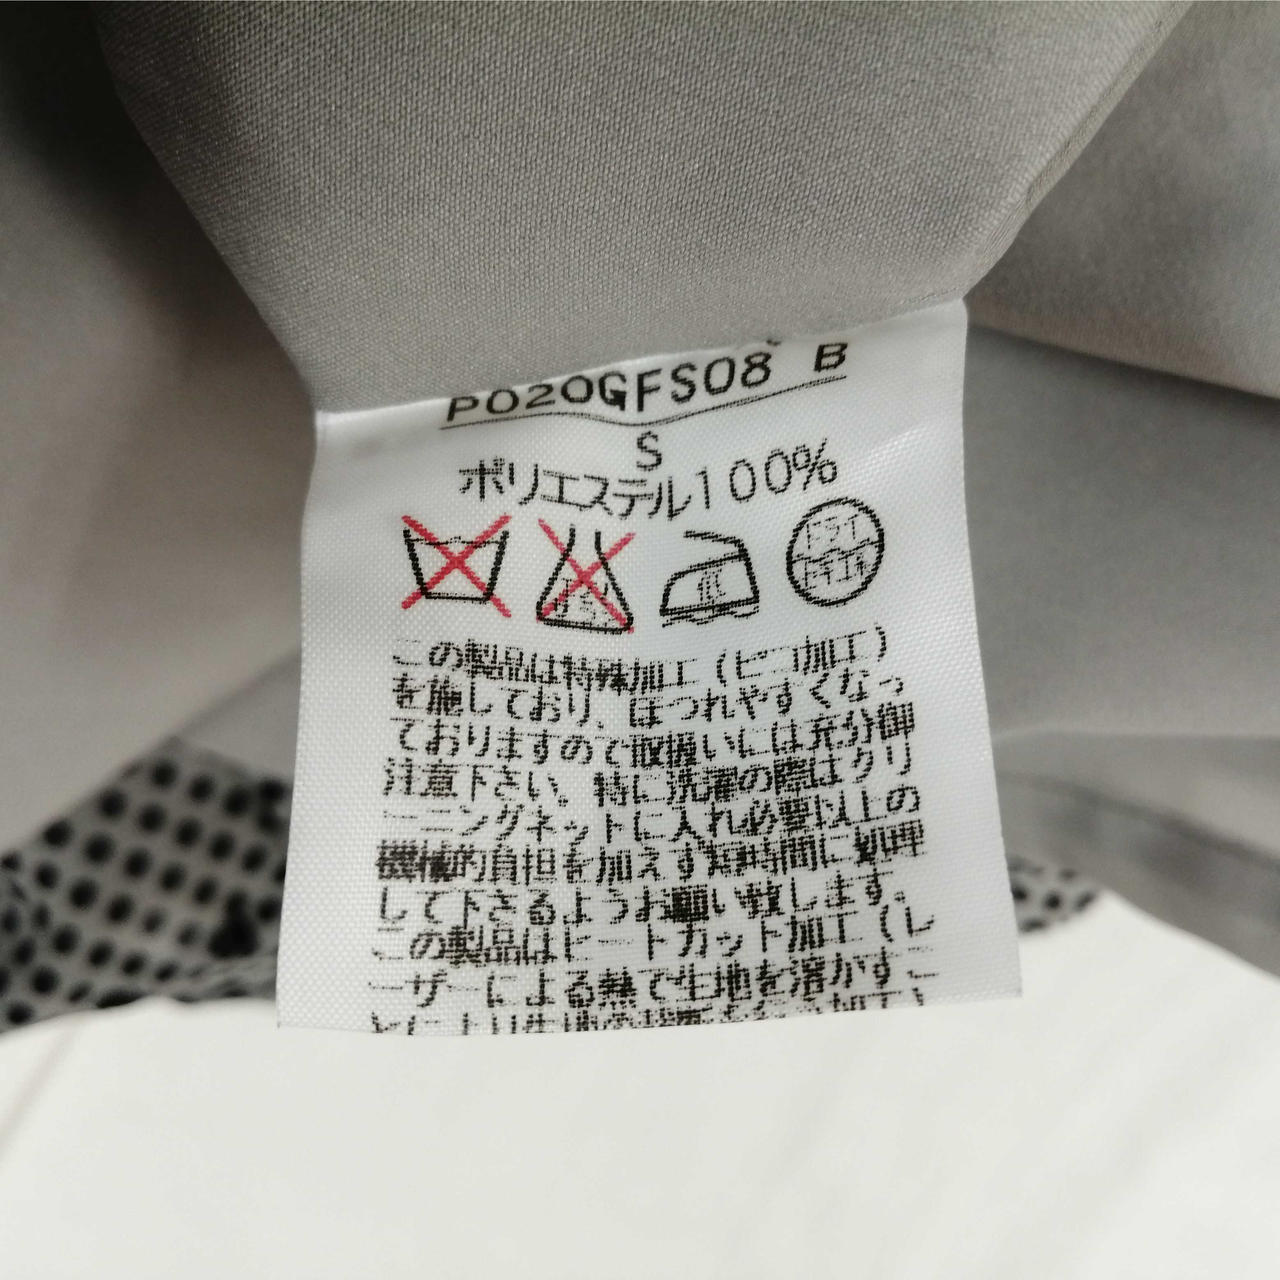 P020GFS08 B
S
ポリエステル100%
ドライ
セキユ系
この製品は特殊加工(ピコ加工)
を施しており、ほつれやすくなっ
ておりますので取扱いには充分御
注意下さい。特に洗濯の際はクリ
ーニングネットに入れ必要以上の
機械的負担を加えず短時間に処理
して下さるようお願い致します。
この製品はヒートカット加工(レ
ーザーによる熱で生地を溶かすこ